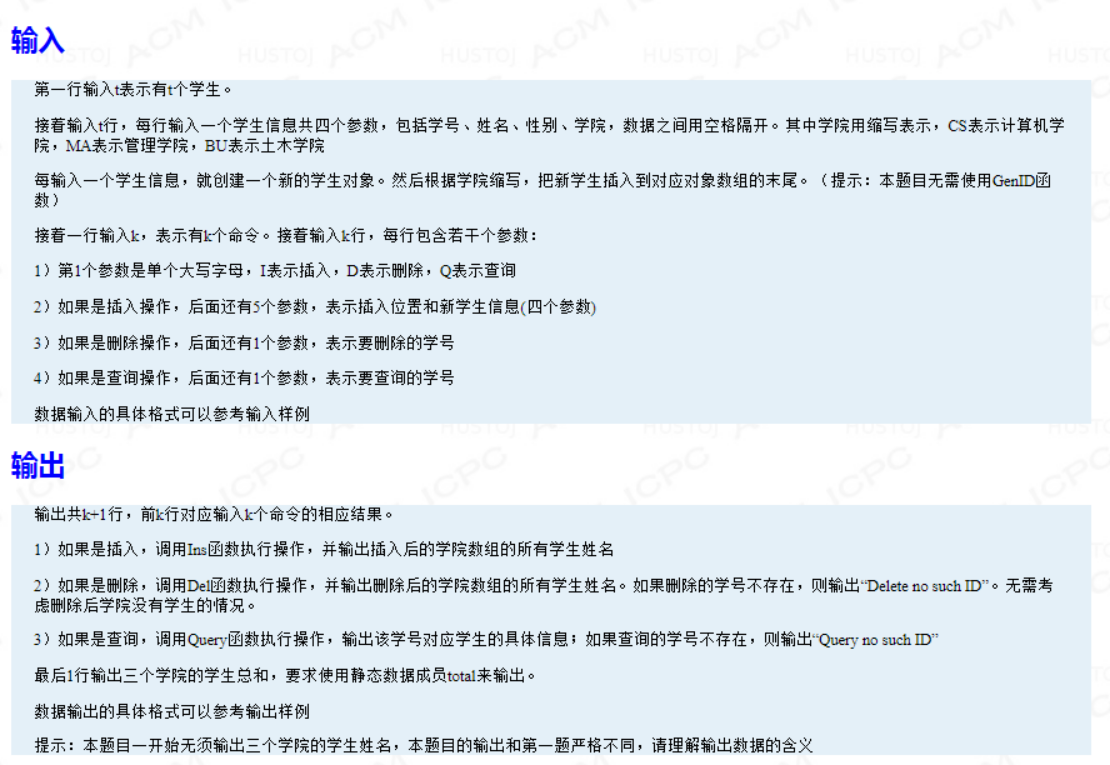 输入
第一行输入t表示有t个学生。
接着输入t行，每行输入一个学生信息共四个参数，包括学号、姓名、性别、学院，数据之间用空格隔开。其中学院用缩写表示，CS表示计算机学
院，MA表示管理学院，BU表示土木学院
每输入一个学生信息，就创建一个新的学生对象。然后根据学院缩写，把新学生插入到对应对象数组的末尾。（提示：本题目无需使用GenID函
数）
接着一行输入k，表示有k个命令。接着输入k行，每行包含若干个参数：
1）第1个参数是单个大写字母，I表示插入，D表示删除，Q表示查询
2）如果是插入操作，后面还有5个参数，表示插入位置和新学生信息(四个参数)
3）如果是删除操作，后面还有1个参数，表示要删除的学号
4）如果是查询操作，后面还有1个参数，表示要查询的学号
数据输入的具体格式可以参考输入样例
输出
输出共k+1行，前k行对应输入k个命令的相应结果。
1）如果是插入，调用Ins函数执行操作，并输出插入后的学院数组的所有学生姓名
2）如果是删除，调用Del函数执行操作，并输出删除后的学院数组的所有学生姓名。如果删除的学号不存在，则输出“Delete no such ID”。无需考
虑删除后学院没有学生的情况。
3）如果是查询，调用Query函数执行操作，输出该学号对应学生的具体信息；如果查询的学号不存在，则输出“Query no such ID”
最后1行输出三个学院的学生总和，要求使用静态数据成员total来输出。
数据输出的具体格式可以参考输出样例
提示：本题目一开始无须输出三个学院的学生姓名，本题目的输出和第一题严格不同，请理解输出数据的含义